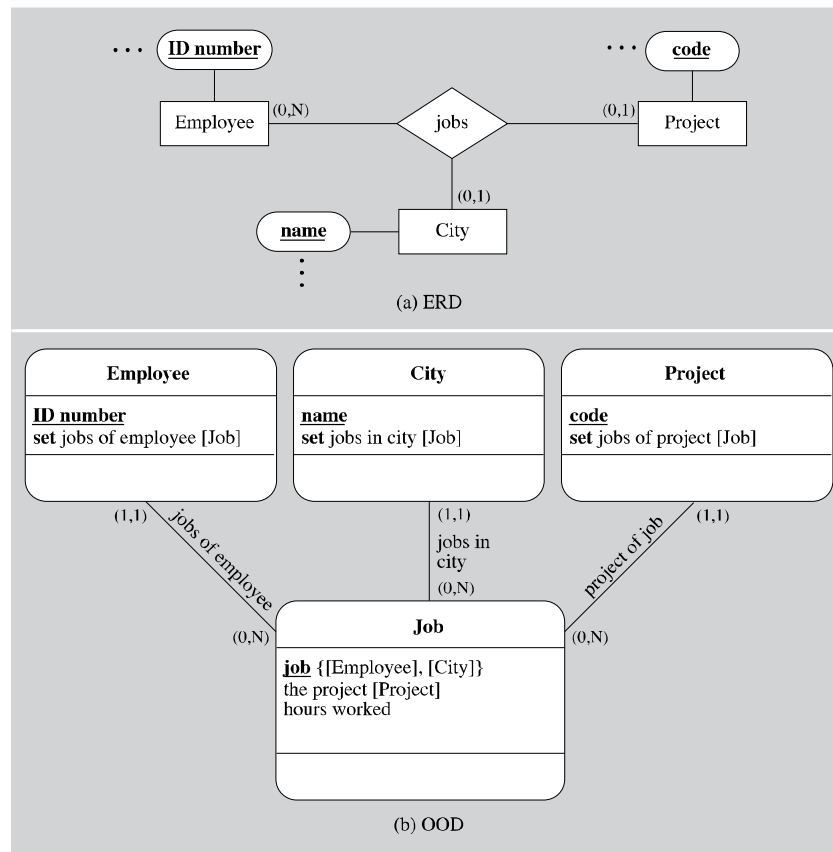 ID number
code
Employee
(0,N)
jobs
(0,1)
Project
(0,1)
name
City
(a) ERD
Employee
ID number
set jobs of employee [Job]
City
name
set jobs in city [Job]
Project
code
set jobs of project [Job]
(1,1)
jobs of employee
(0,N)
(1,1)
jobs in
city
(0,N)
(1,1)
project of job
(0,N)
Job
job {[Employee], [City]}
the project [Project]
hours worked
(b) OOD